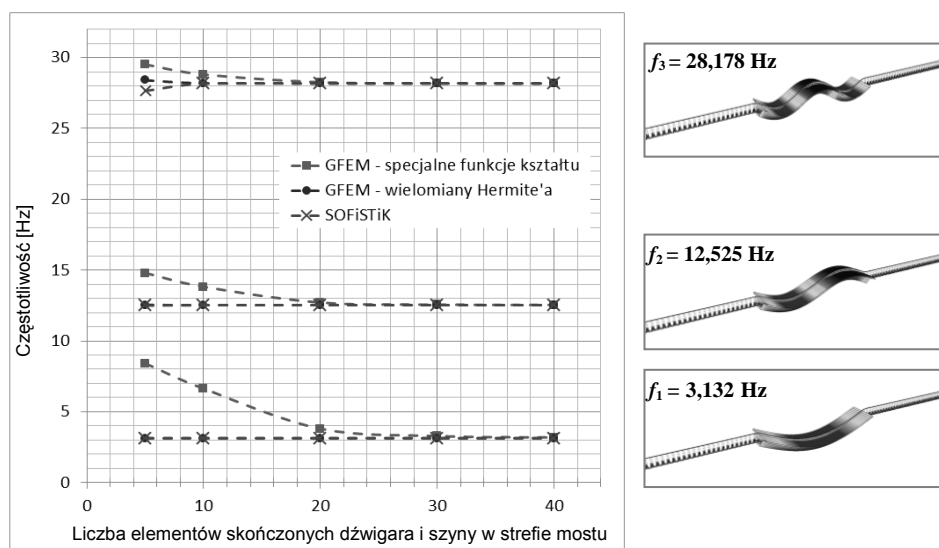 30
25
20
15
10
5
0
Częstotliwość [Hz]
GFEM - specjalne funkcje kształtu
GFEM - wielomiany Hermite'a
SOFiSTiK
0 10 20 30 40
Liczba elementów skończonych dźwigara i szyny w strefie mostu
f3 = 28,178 Hz
f2 = 12,525 Hz
f1 = 3,132 Hz